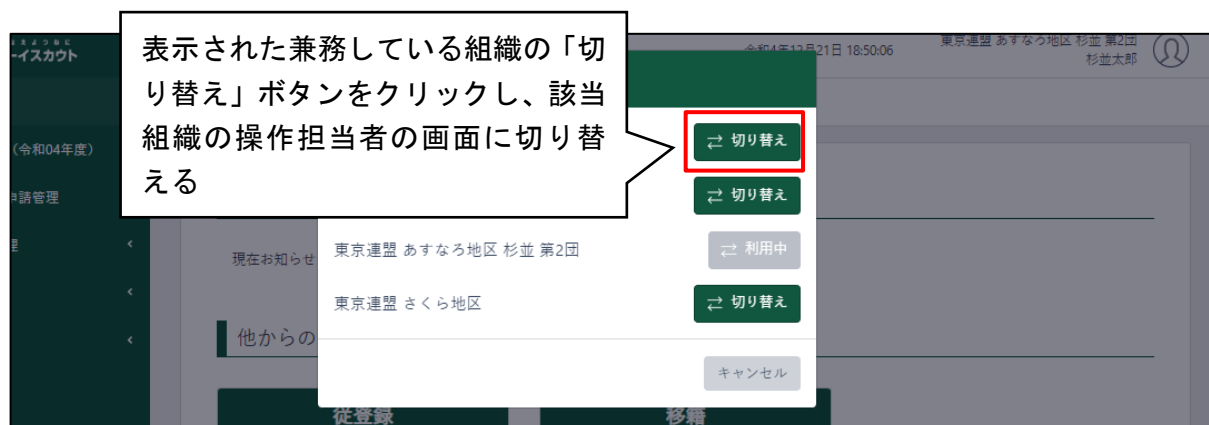 ーイスカウト
表示された兼務している組織の「切
り替え」ボタンをクリックし、該当
組織の操作担当者の画面に切り替
える
令和4年12月21日 18:50:06
東京連盟 あすなろ地区 杉並 第2団
杉並太郎
(令和04年度)
申請管理
理
切り替え
切り替え
現在お知らせ
東京連盟 あすなろ地区 杉並 第2団
利用中
東京連盟 さくら地区
切り替え
他からの
キャンセル
従登録
移籍